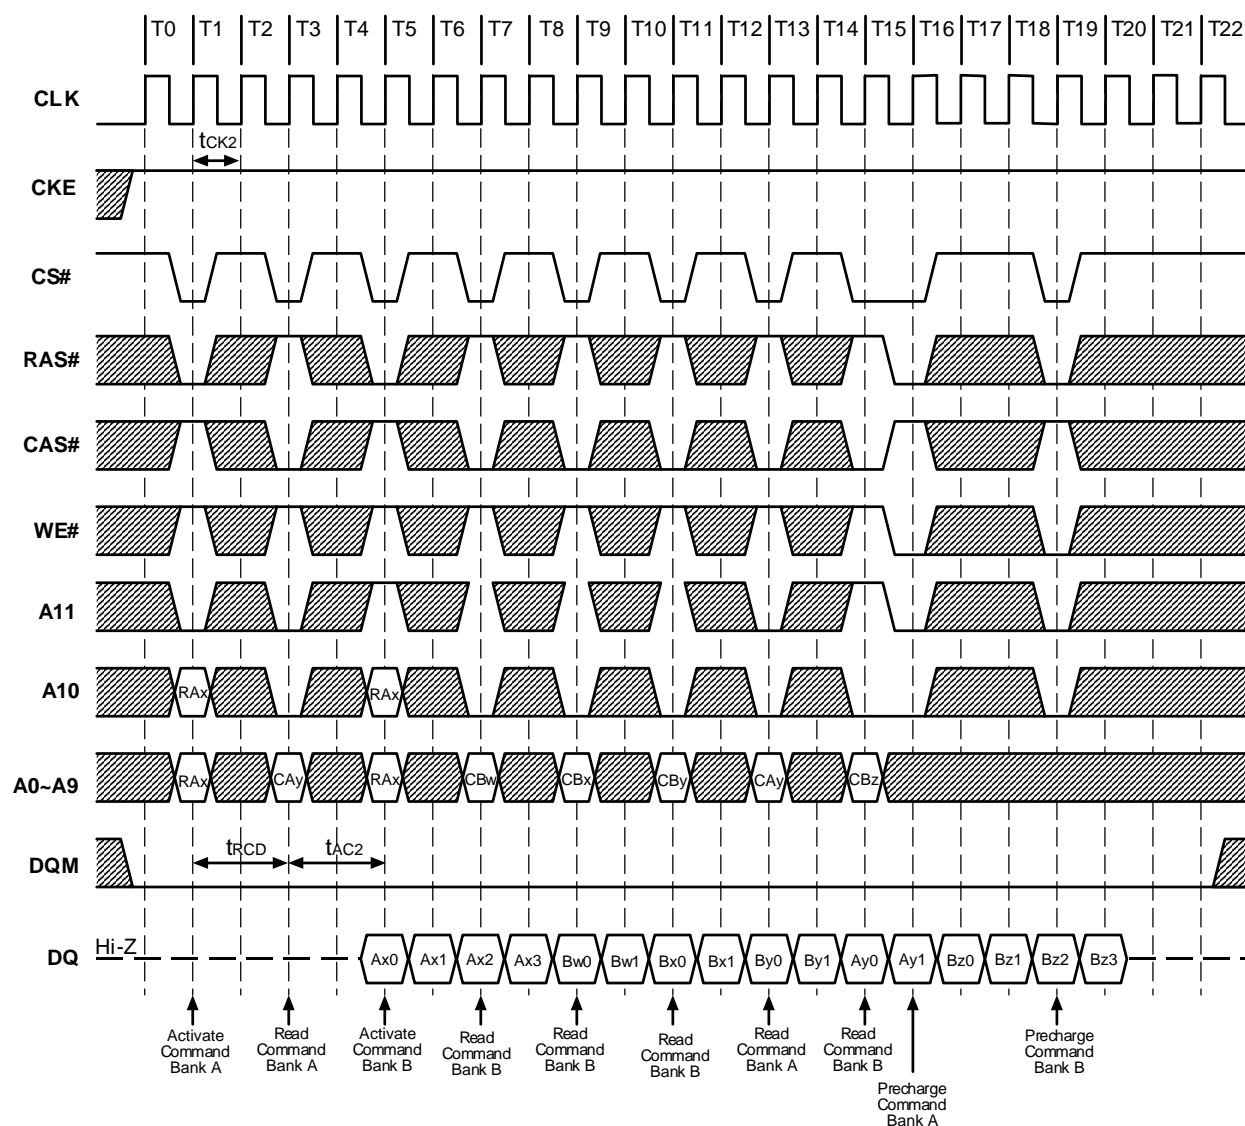 T0 T1 T2 T3 T4 T5 T6 T7 T8 T9 T10 T11 T12 T13 T14 T15 T16 T17 T18 T19 T20 T21 T22
CLK
tCK2
CKE
CS#
RAS#
CAS#
WE#
A11
A10 RAx RAx
A0~A9 RAx CAy RAx CBw CBx CBy CAy CBz
DQM tRCD tAC2
DQ Hi-Z Ax0 Ax1 Ax2 Ax3 Bw0 Bw1 Bx0 Bx1 By0 By1 Ay0 Ay1 Bz0 Bz1 Bz2 Bz3
Activate
Command
Bank A
Read
Command
Bank A
Activate
Command
Bank B
Read
Command
Bank B
Read
Command
Bank B
Read
Command
Bank B
Read
Command
Bank A
Read
Command
Bank B
Precharge
Command
Bank A
Precharge
Command
Bank B